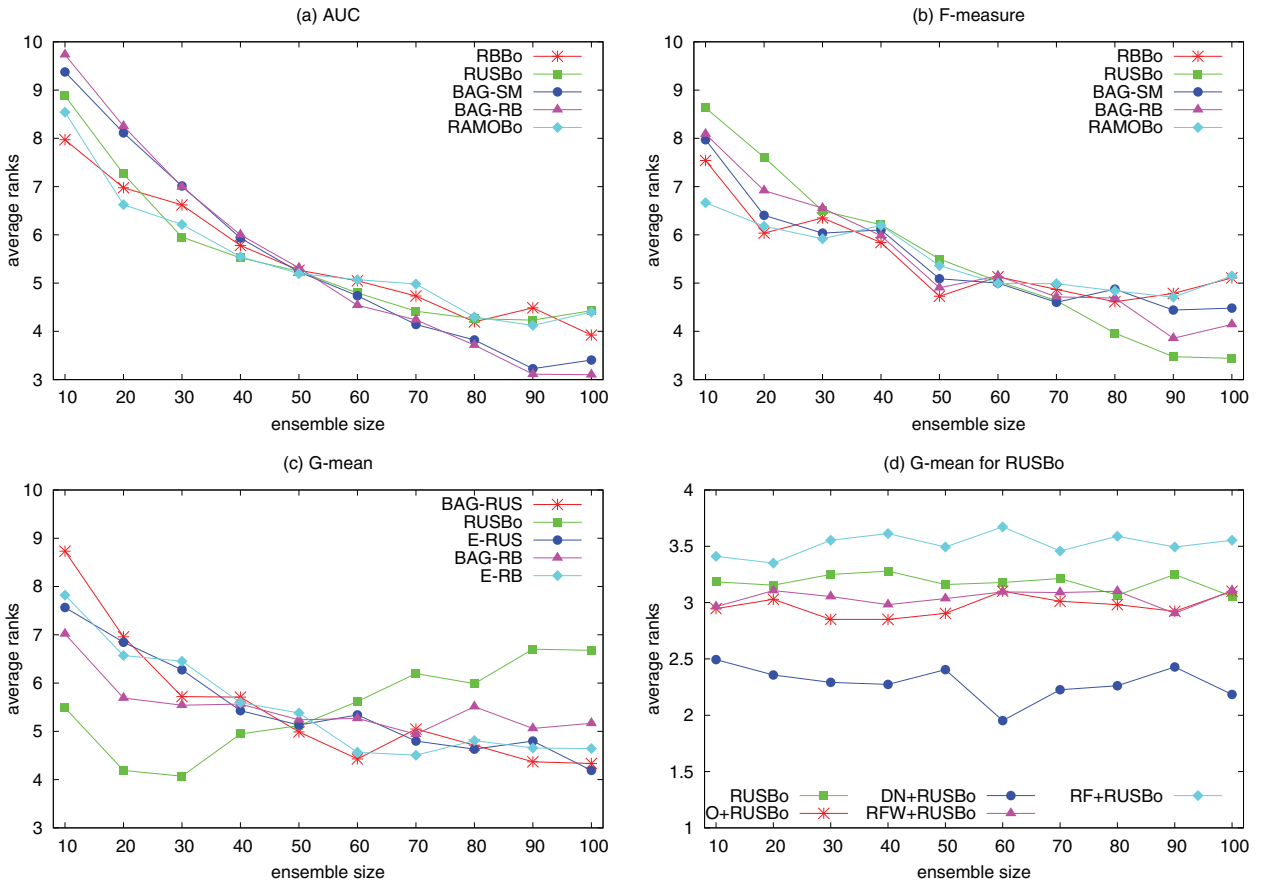 (a) AUC
10
9
8
7
6
5
4
3
average ranks
RBBo
RUSBo
BAG-SM
BAG-RB
RAMOBo
10 20 30 40 50 60 70 80 90 100
ensemble size
(b) F-measure
10
9
8
7
6
5
4
3
average ranks
RBBo
RUSBo
BAG-SM
BAG-RB
RAMOBo
10 20 30 40 50 60 70 80 90 100
ensemble size
(c) G-mean
10
9
8
7
6
5
4
3
average ranks
BAG-RUS
RUSBo
E-RUS
BAG-RB
E-RB
10 20 30 40 50 60 70 80 90 100
ensemble size
(d) G-mean for RUSBo
4
3.5
3
2.5
2
1.5
1
average ranks
RUSBo DN+RUSBo RF+RUSBo
O+RUSBo RFW+RUSBo
10 20 30 40 50 60 70 80 90 100
ensemble size